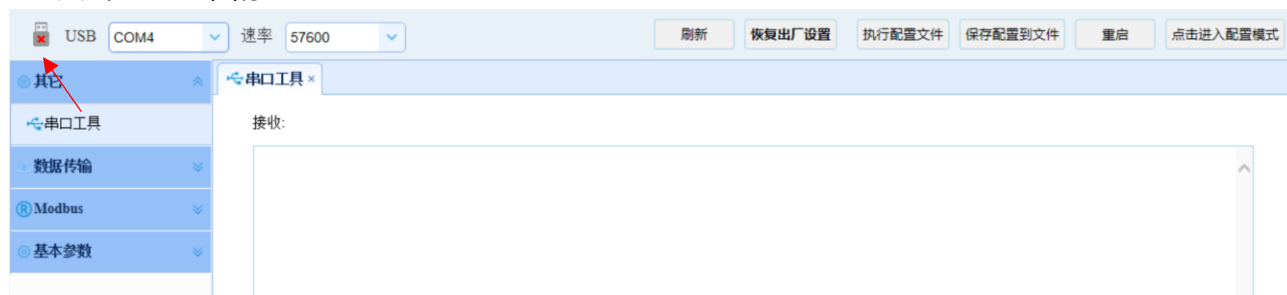 USB COM4 速率 57600 刷新 恢复出厂设置 执行配置文件 保存配置到文件 重启 点击进入配置模式
其它 串口工具 ×
串口工具 接收:
数据传输
®Modbus
基本参数